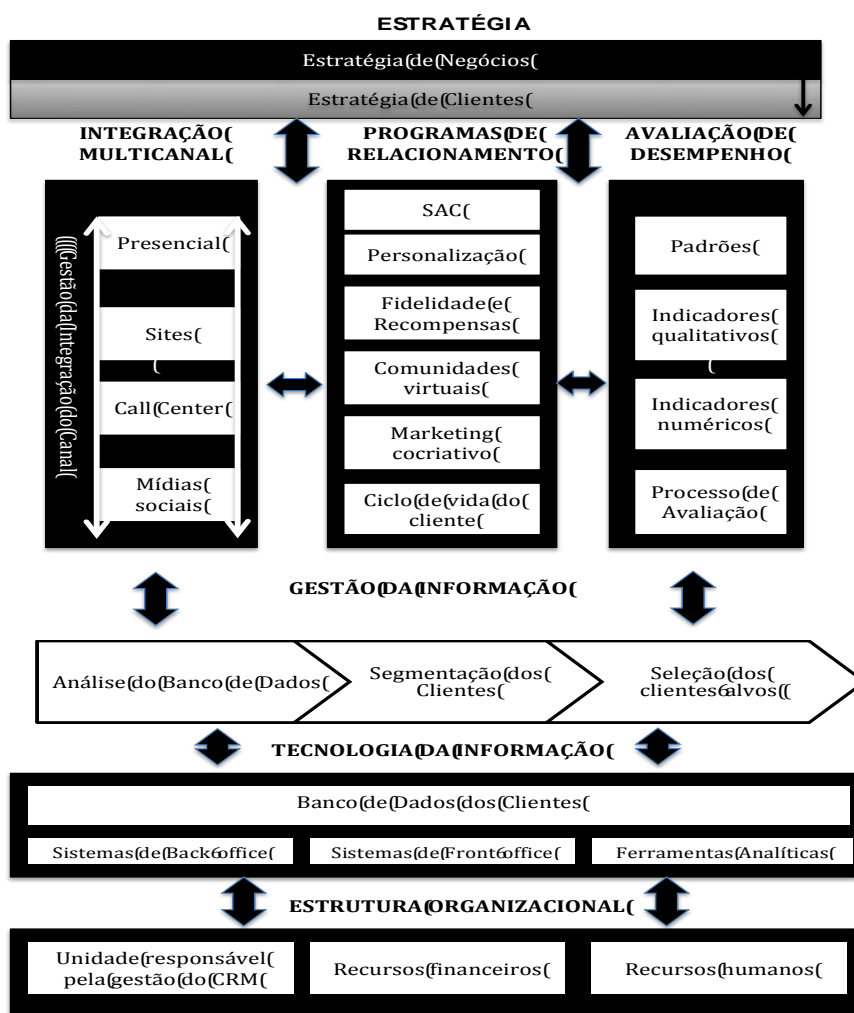 ESTRATÉGIA
Estratégia(de(Negócios(
Estratégia(de(Clientes(
INTEGRAÇÃO(
MULTICANAL(
PROGRAMAS(DE(
RELACIONAMENTO(
AVALIAÇÃO(DE(
DESEMPENHO(
(((((Gestão(da(Integração(do(Canal(
Presencial(
Sites(
(
Call(Center(
Mídias(
sociais(
SAC(
Personalização(
Fidelidade(e(
Recompensas(
Comunidades(
virtuais(
Marketing(
cocriativo(
Ciclo(de(vida(do(
cliente(
Padrões(
Indicadores(
qualitativos(
(
Indicadores(
numéricos(
Processo(de(
Avaliação(
GESTÃO(DA(INFORMAÇÃO(
Análise(do(Banco(de(Dados(
Segmentação(dos(
Clientes(
Seleção(dos(
clientes6alvos((
TECNOLOGIA(DA(INFORMAÇÃO(
Banco(de(Dados(dos(Clientes(
Sistemas(de(Back6office(
Sistemas(de(Front6office(
Ferramentas(Analíticas(
ESTRUTURA(ORGANIZACIONAL(
Unidade(responsável(
pela(gestão(do(CRM(
Recursos(financeiros(
Recursos(humanos(